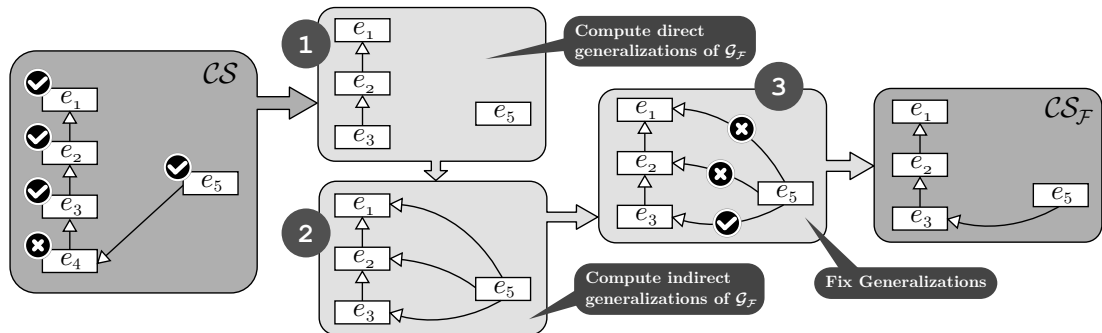 CS
e₁
e₂
e₃
e₄
e₅
1
e₁
e₂
e₃
e₅
Compute direct
generalizations of G_F
2
e₁
e₂
e₃
e₅
Compute indirect
generalizations of G_F
3
e₁
e₂
e₃
e₅
Fix Generalizations
CS_F
e₁
e₂
e₃
e₅